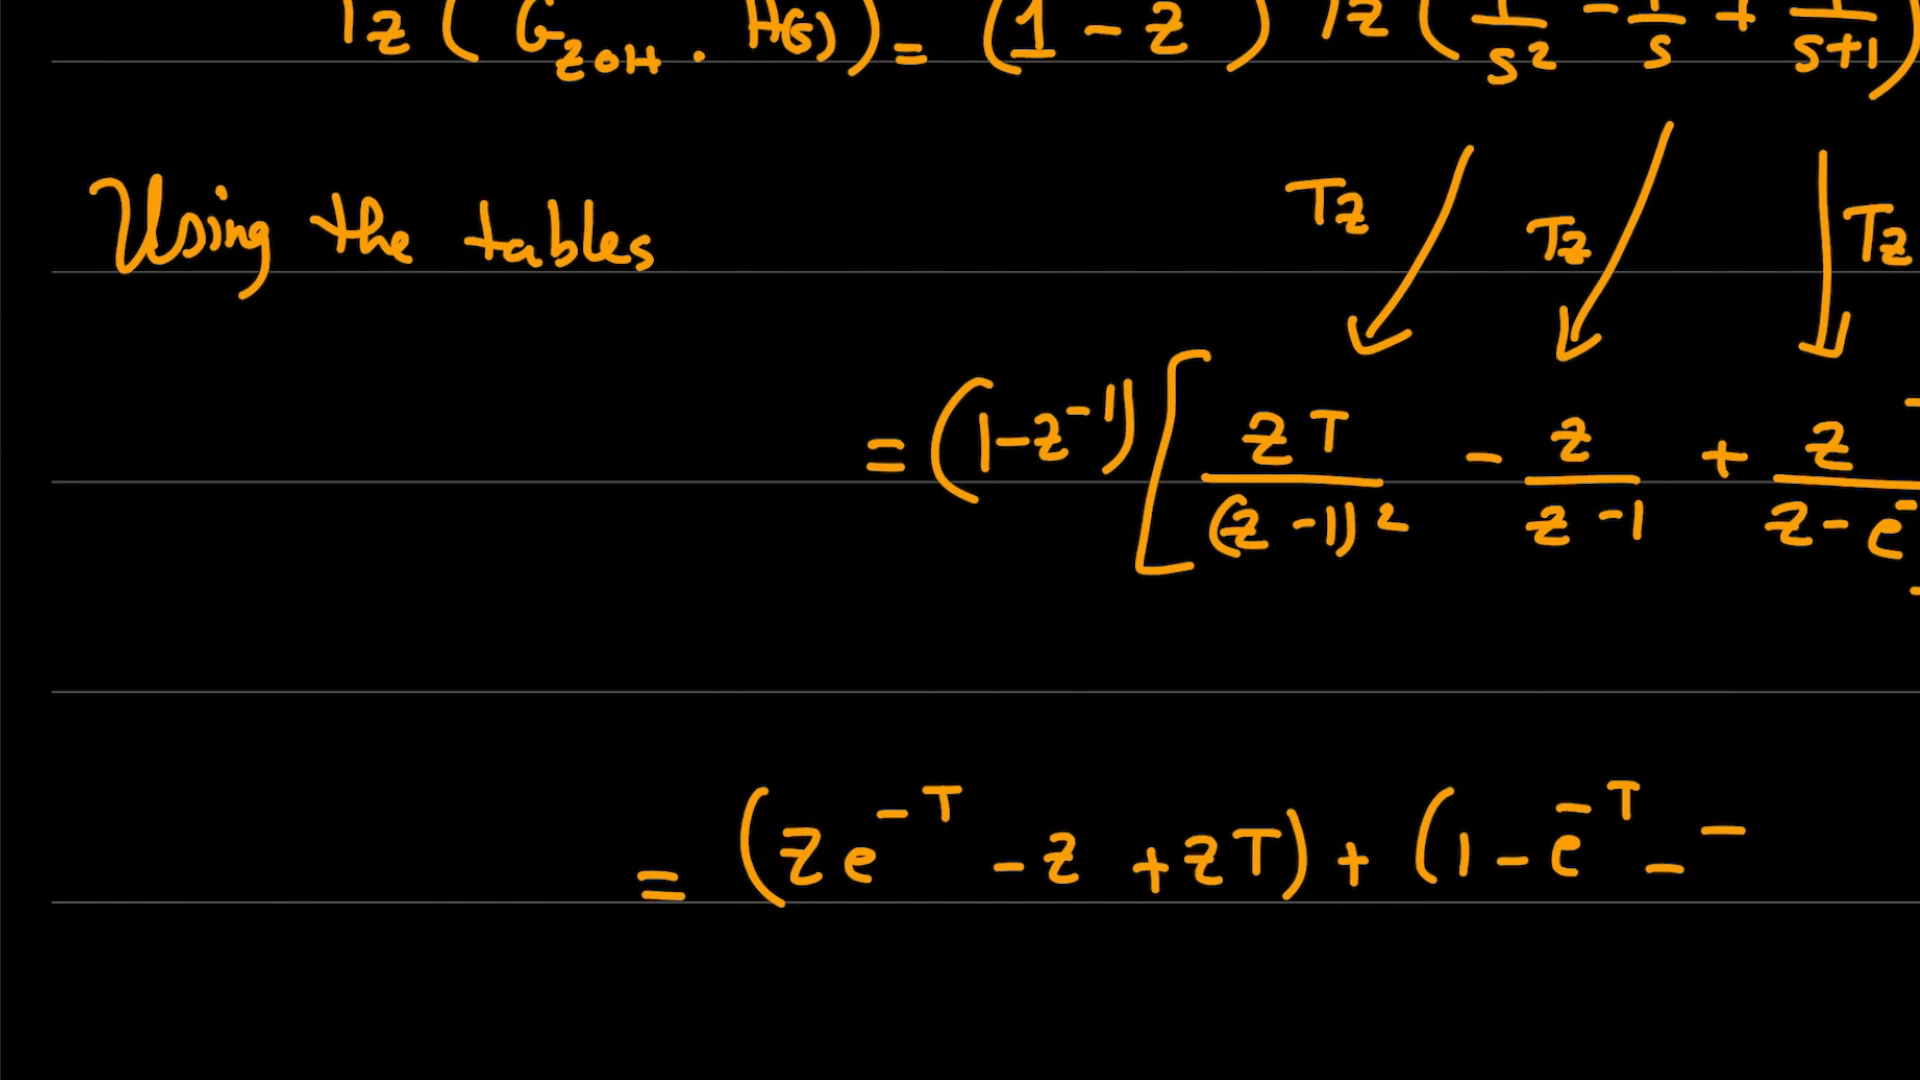 Tz ( G_ZOH . H(s) ) = (1 - z ) Tz ( 1/s² - 1/s + 1/(s+1) )
Using the tables Tz Tz Tz
= (1-z⁻¹) [ zT/(z-1)² - z/(z-1) + z/(z-e⁻
= (ze^-T - z + zT) + (1 - e^-T - -